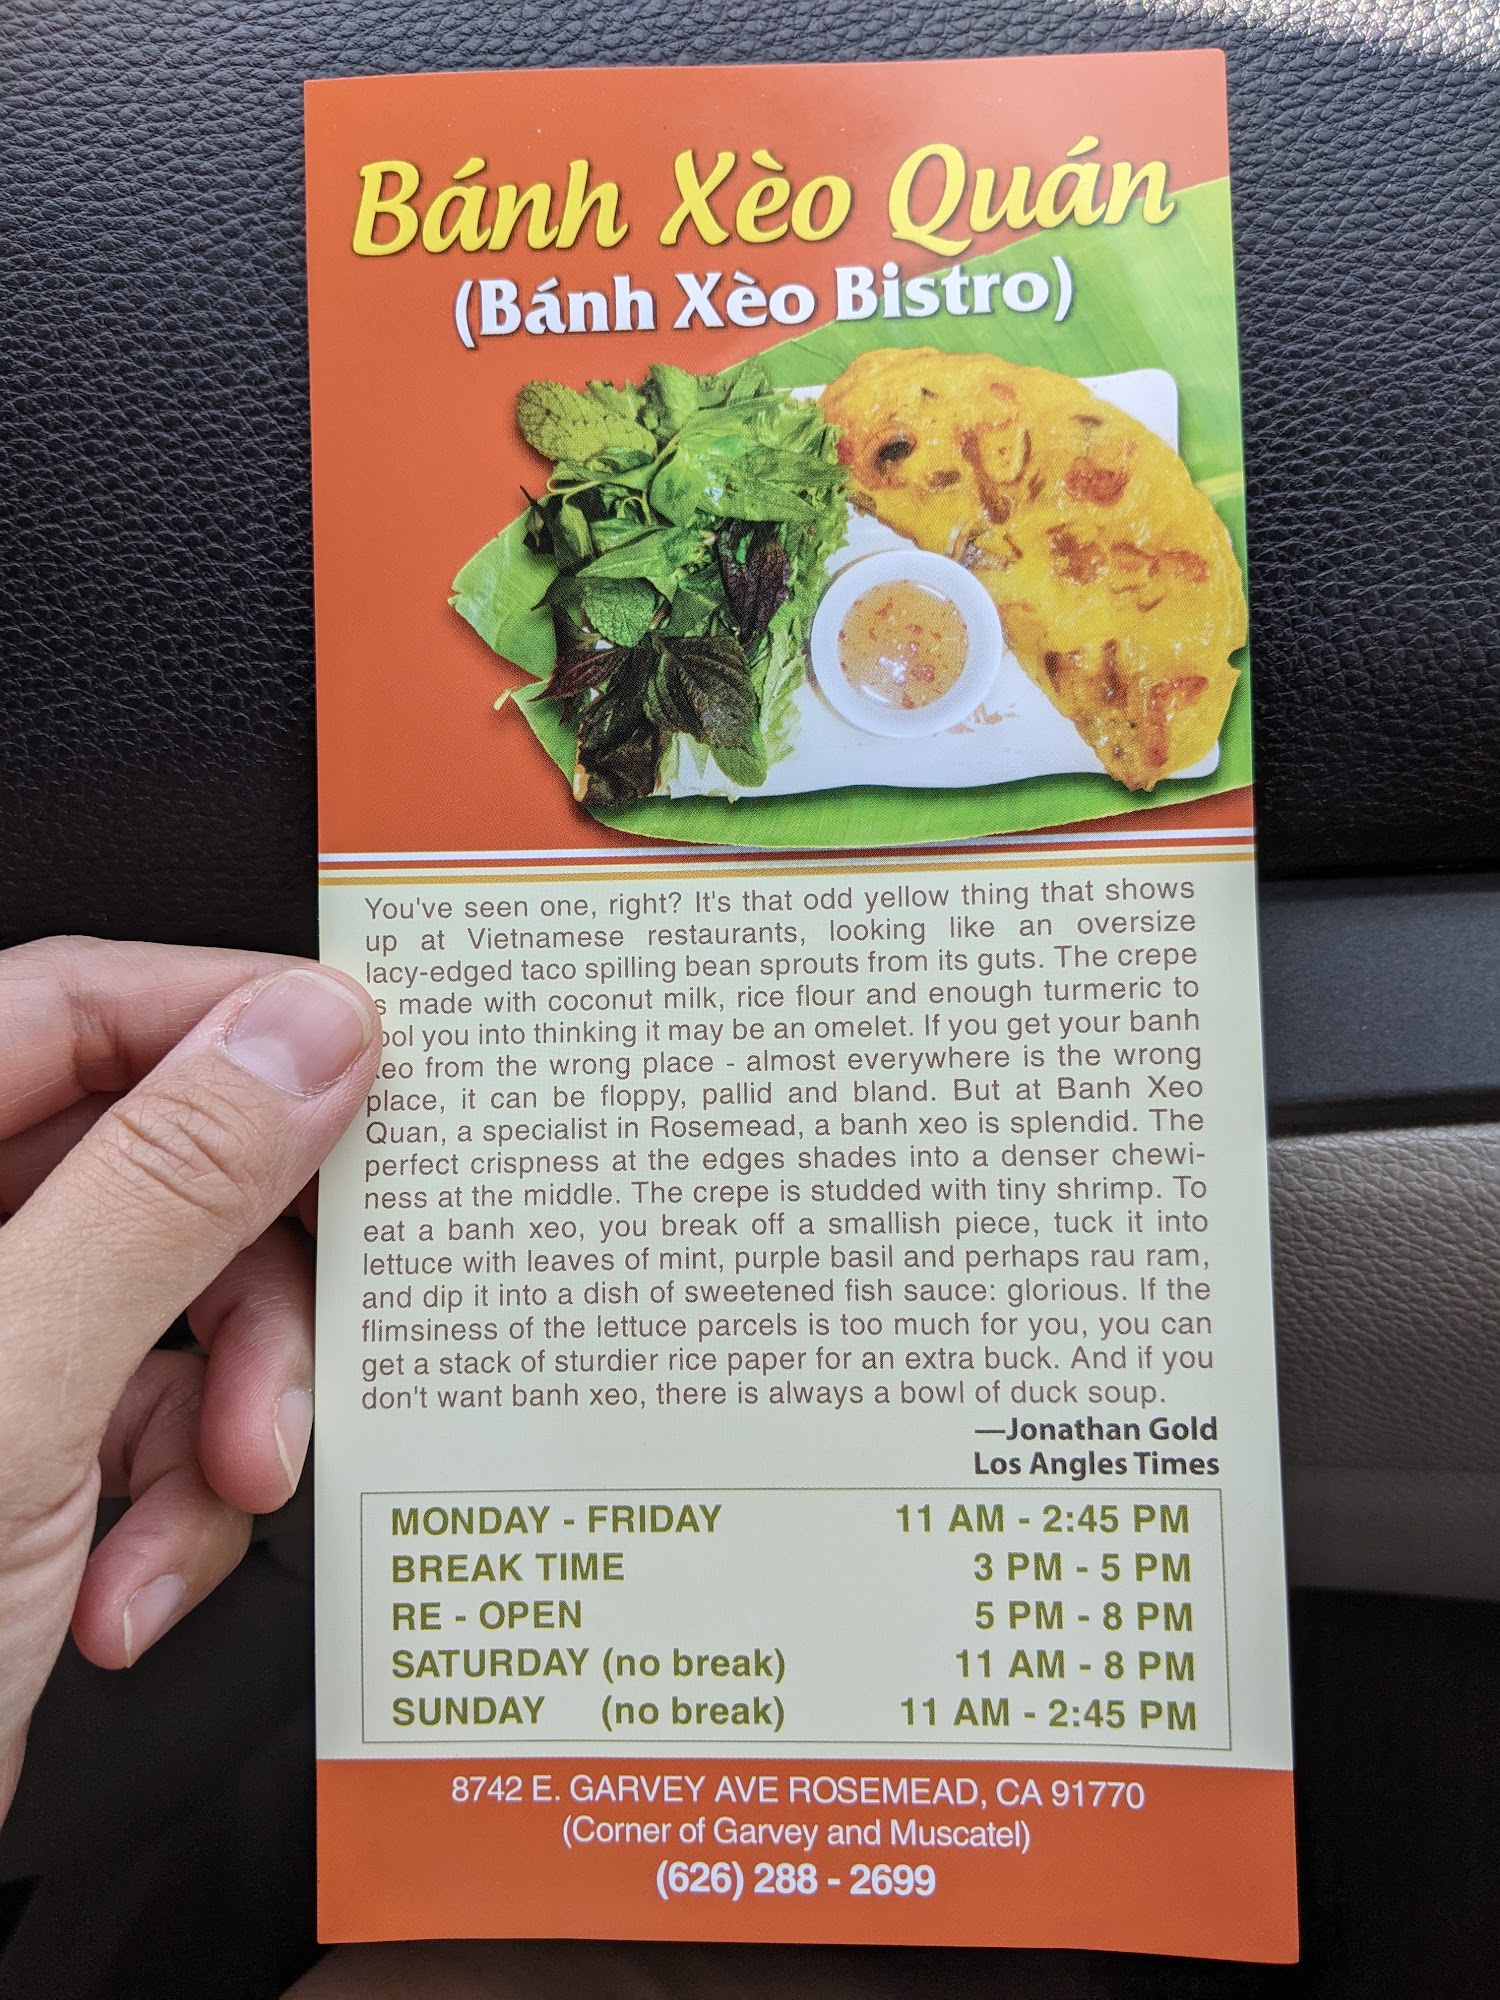 Bánh Xèo Quán
(Bánh Xèo Bistro)
You've seen one, right? It's that odd yellow thing that shows
up at Vietnamese restaurants, looking like an oversize
lacy-edged taco spilling bean sprouts from its guts. The crepe
s made with coconut milk, rice flour and enough turmeric to
ool you into thinking it may be an omelet. If you get your banh
eo from the wrong place - almost everywhere is the wrong
place, it can be floppy, pallid and bland. But at Banh Xeo
Quan, a specialist in Rosemead, a banh xeo is splendid. The
perfect crispness at the edges shades into a denser chewi-
ness at the middle. The crepe is studded with tiny shrimp. To
eat a banh xeo, you break off a smallish piece, tuck it into
lettuce with leaves of mint, purple basil and perhaps rau ram,
and dip it into a dish of sweetened fish sauce: glorious. If the
flimsiness of the lettuce parcels is too much for you, you can
get a stack of sturdier rice paper for an extra buck. And if you
don't want banh xeo, there is always a bowl of duck soup.
—Jonathan Gold
Los Angles Times
MONDAY - FRIDAY 11 AM - 2:45 PM
BREAK TIME 3 PM - 5 PM
RE - OPEN 5 PM - 8 PM
SATURDAY (no break) 11 AM - 8 PM
SUNDAY (no break) 11 AM - 2:45 PM
8742 E. GARVEY AVE ROSEMEAD, CA 91770
(Corner of Garvey and Muscatel)
(626) 288 - 2699